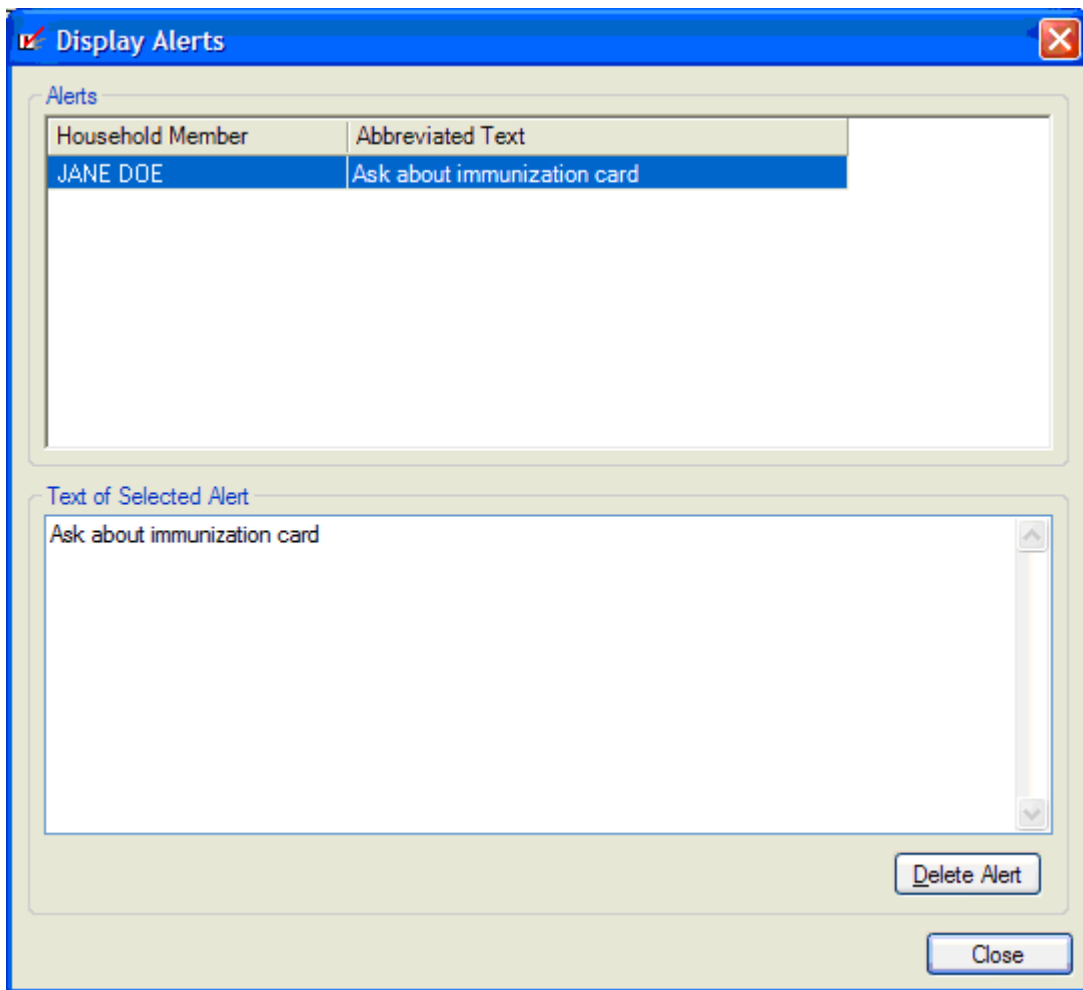 Display Alerts
Alerts
Household Member Abbreviated Text
JANE DOE Ask about immunization card
Text of Selected Alert
Ask about immunization card
Delete Alert
Close